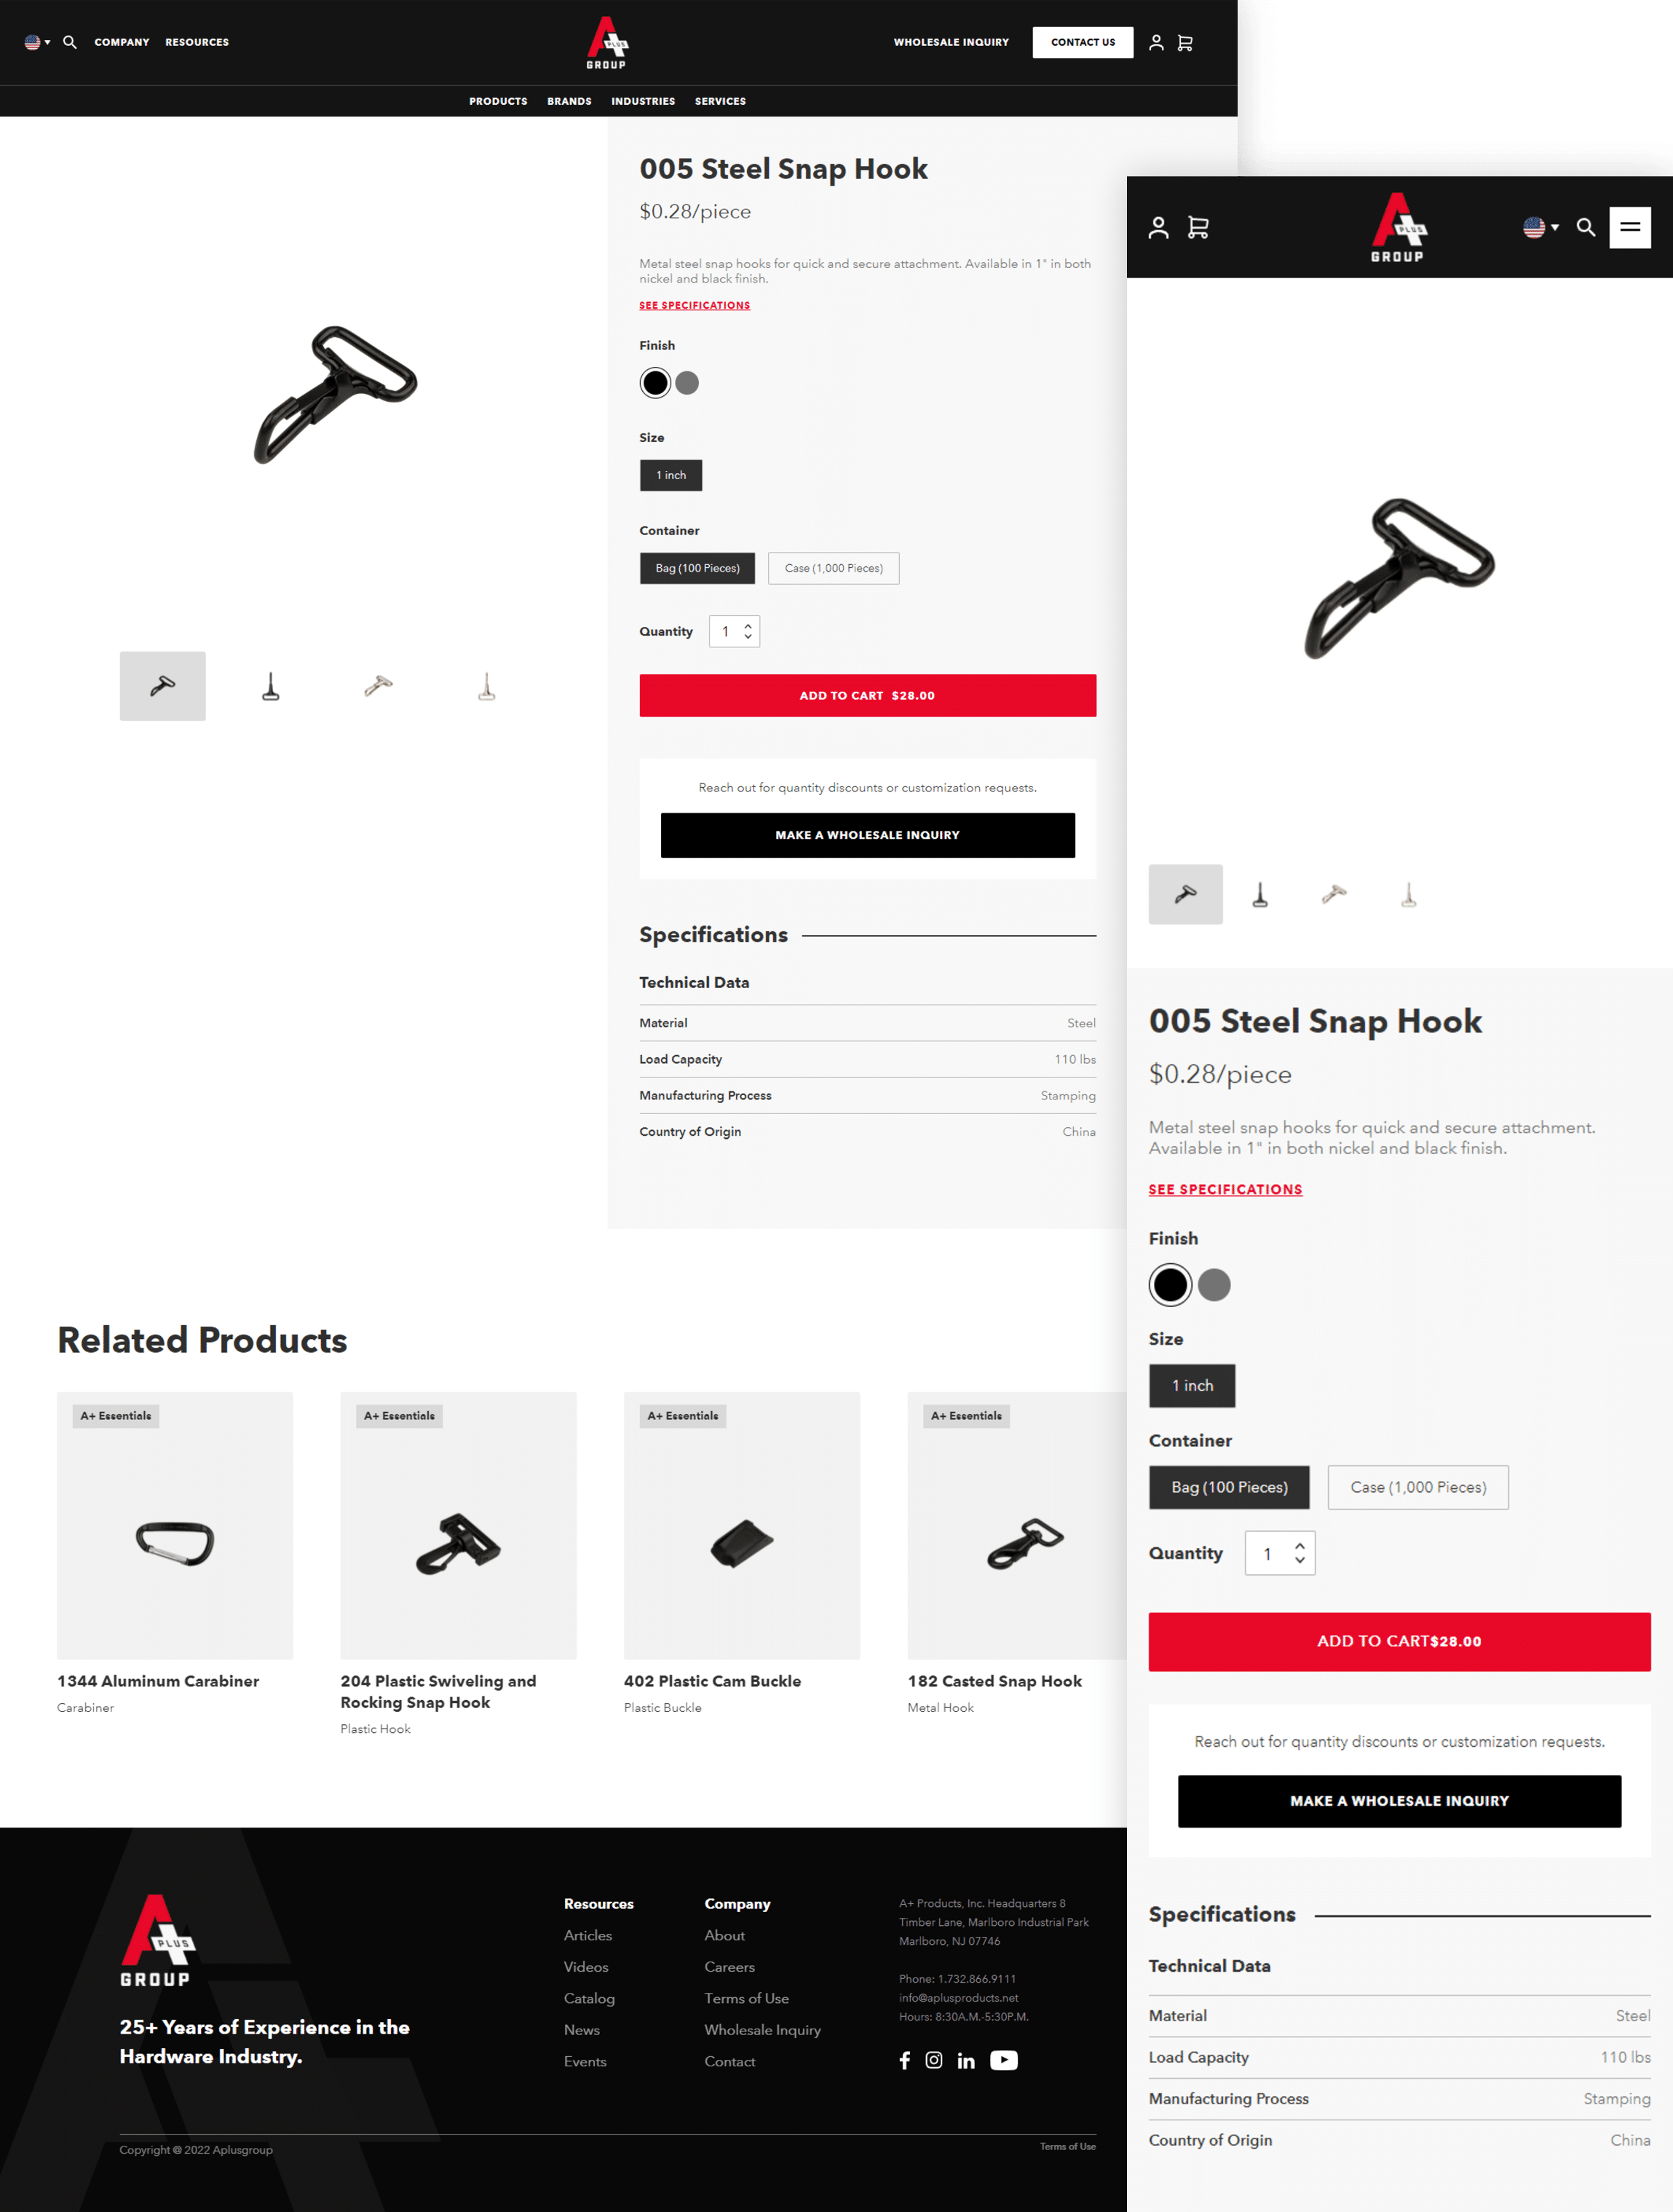 COMPANY RESOURCES
A PLUS
GROUP
WHOLESALE INQUIRY CONTACT US
PRODUCTS BRANDS INDUSTRIES SERVICES
005 Steel Snap Hook
$0.28/piece
Metal steel snap hooks for quick and secure attachment. Available in 1" in both
nickel and black finish.
SEE SPECIFICATIONS
Finish
Size
1 inch
Container
Bag (100 Pieces) Case (1,000 Pieces)
Quantity 1
ADD TO CART $28.00
Reach out for quantity discounts or customization requests.
MAKE A WHOLESALE INQUIRY
Specifications
Technical Data
Material Steel
Load Capacity 110 lbs
Manufacturing Process Stamping
Country of Origin China
Related Products
A+ Essentials
1344 Aluminum Carabiner
Carabiner
A+ Essentials
204 Plastic Swiveling and
Rocking Snap Hook
Plastic Hook
A+ Essentials
402 Plastic Cam Buckle
Plastic Buckle
A+ Essentials
182 Casted Snap Hook
Metal Hook
A PLUS
GROUP
25+ Years of Experience in the
Hardware Industry.
Resources
Articles
Videos
Catalog
News
Events
Company
About
Careers
Terms of Use
Wholesale Inquiry
Contact
A+ Products, Inc. Headquarters 8
Timber Lane, Marlboro Industrial Park
Marlboro, NJ 07746
Phone: 1.732.866.9111
info@aplusproducts.net
Hours: 8:30A.M.-5:30P.M.
Copyright @ 2022 Aplusgroup
Terms of Use
A PLUS
GROUP
005 Steel Snap Hook
$0.28/piece
Metal steel snap hooks for quick and secure attachment.
Available in 1" in both nickel and black finish.
SEE SPECIFICATIONS
Finish
Size
1 inch
Container
Bag (100 Pieces) Case (1,000 Pieces)
Quantity 1
ADD TO CART$28.00
Reach out for quantity discounts or customization requests.
MAKE A WHOLESALE INQUIRY
Specifications
Technical Data
Material Steel
Load Capacity 110 lbs
Manufacturing Process Stamping
Country of Origin China